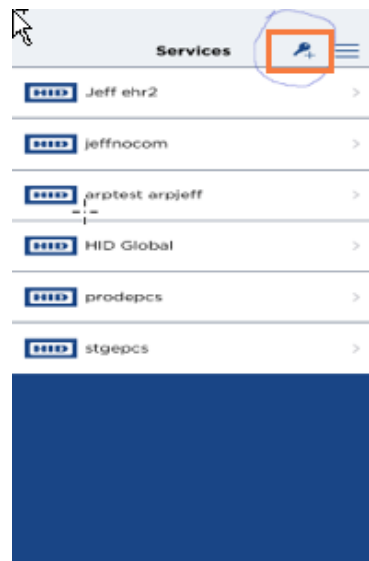 Services
HID Jeff ehr2
HID jeffnocom
HID arptest arpjeff
HID HID Global
HID prodepcs
HID stgepcs